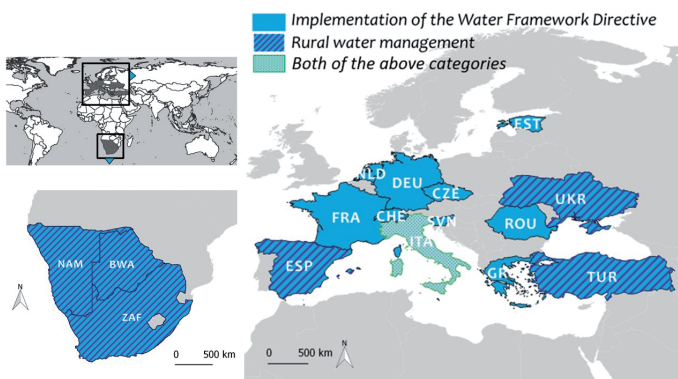 Implementation of the Water Framework Directive
Rural water management
Both of the above categories
EST
NLD
DEU
CZE
UKR
FRA
CHE
SVN
ROU
ITA
ESP
GR
TUR
NAM
BWA
ZAF
N
0 500 km
0 500 km
N